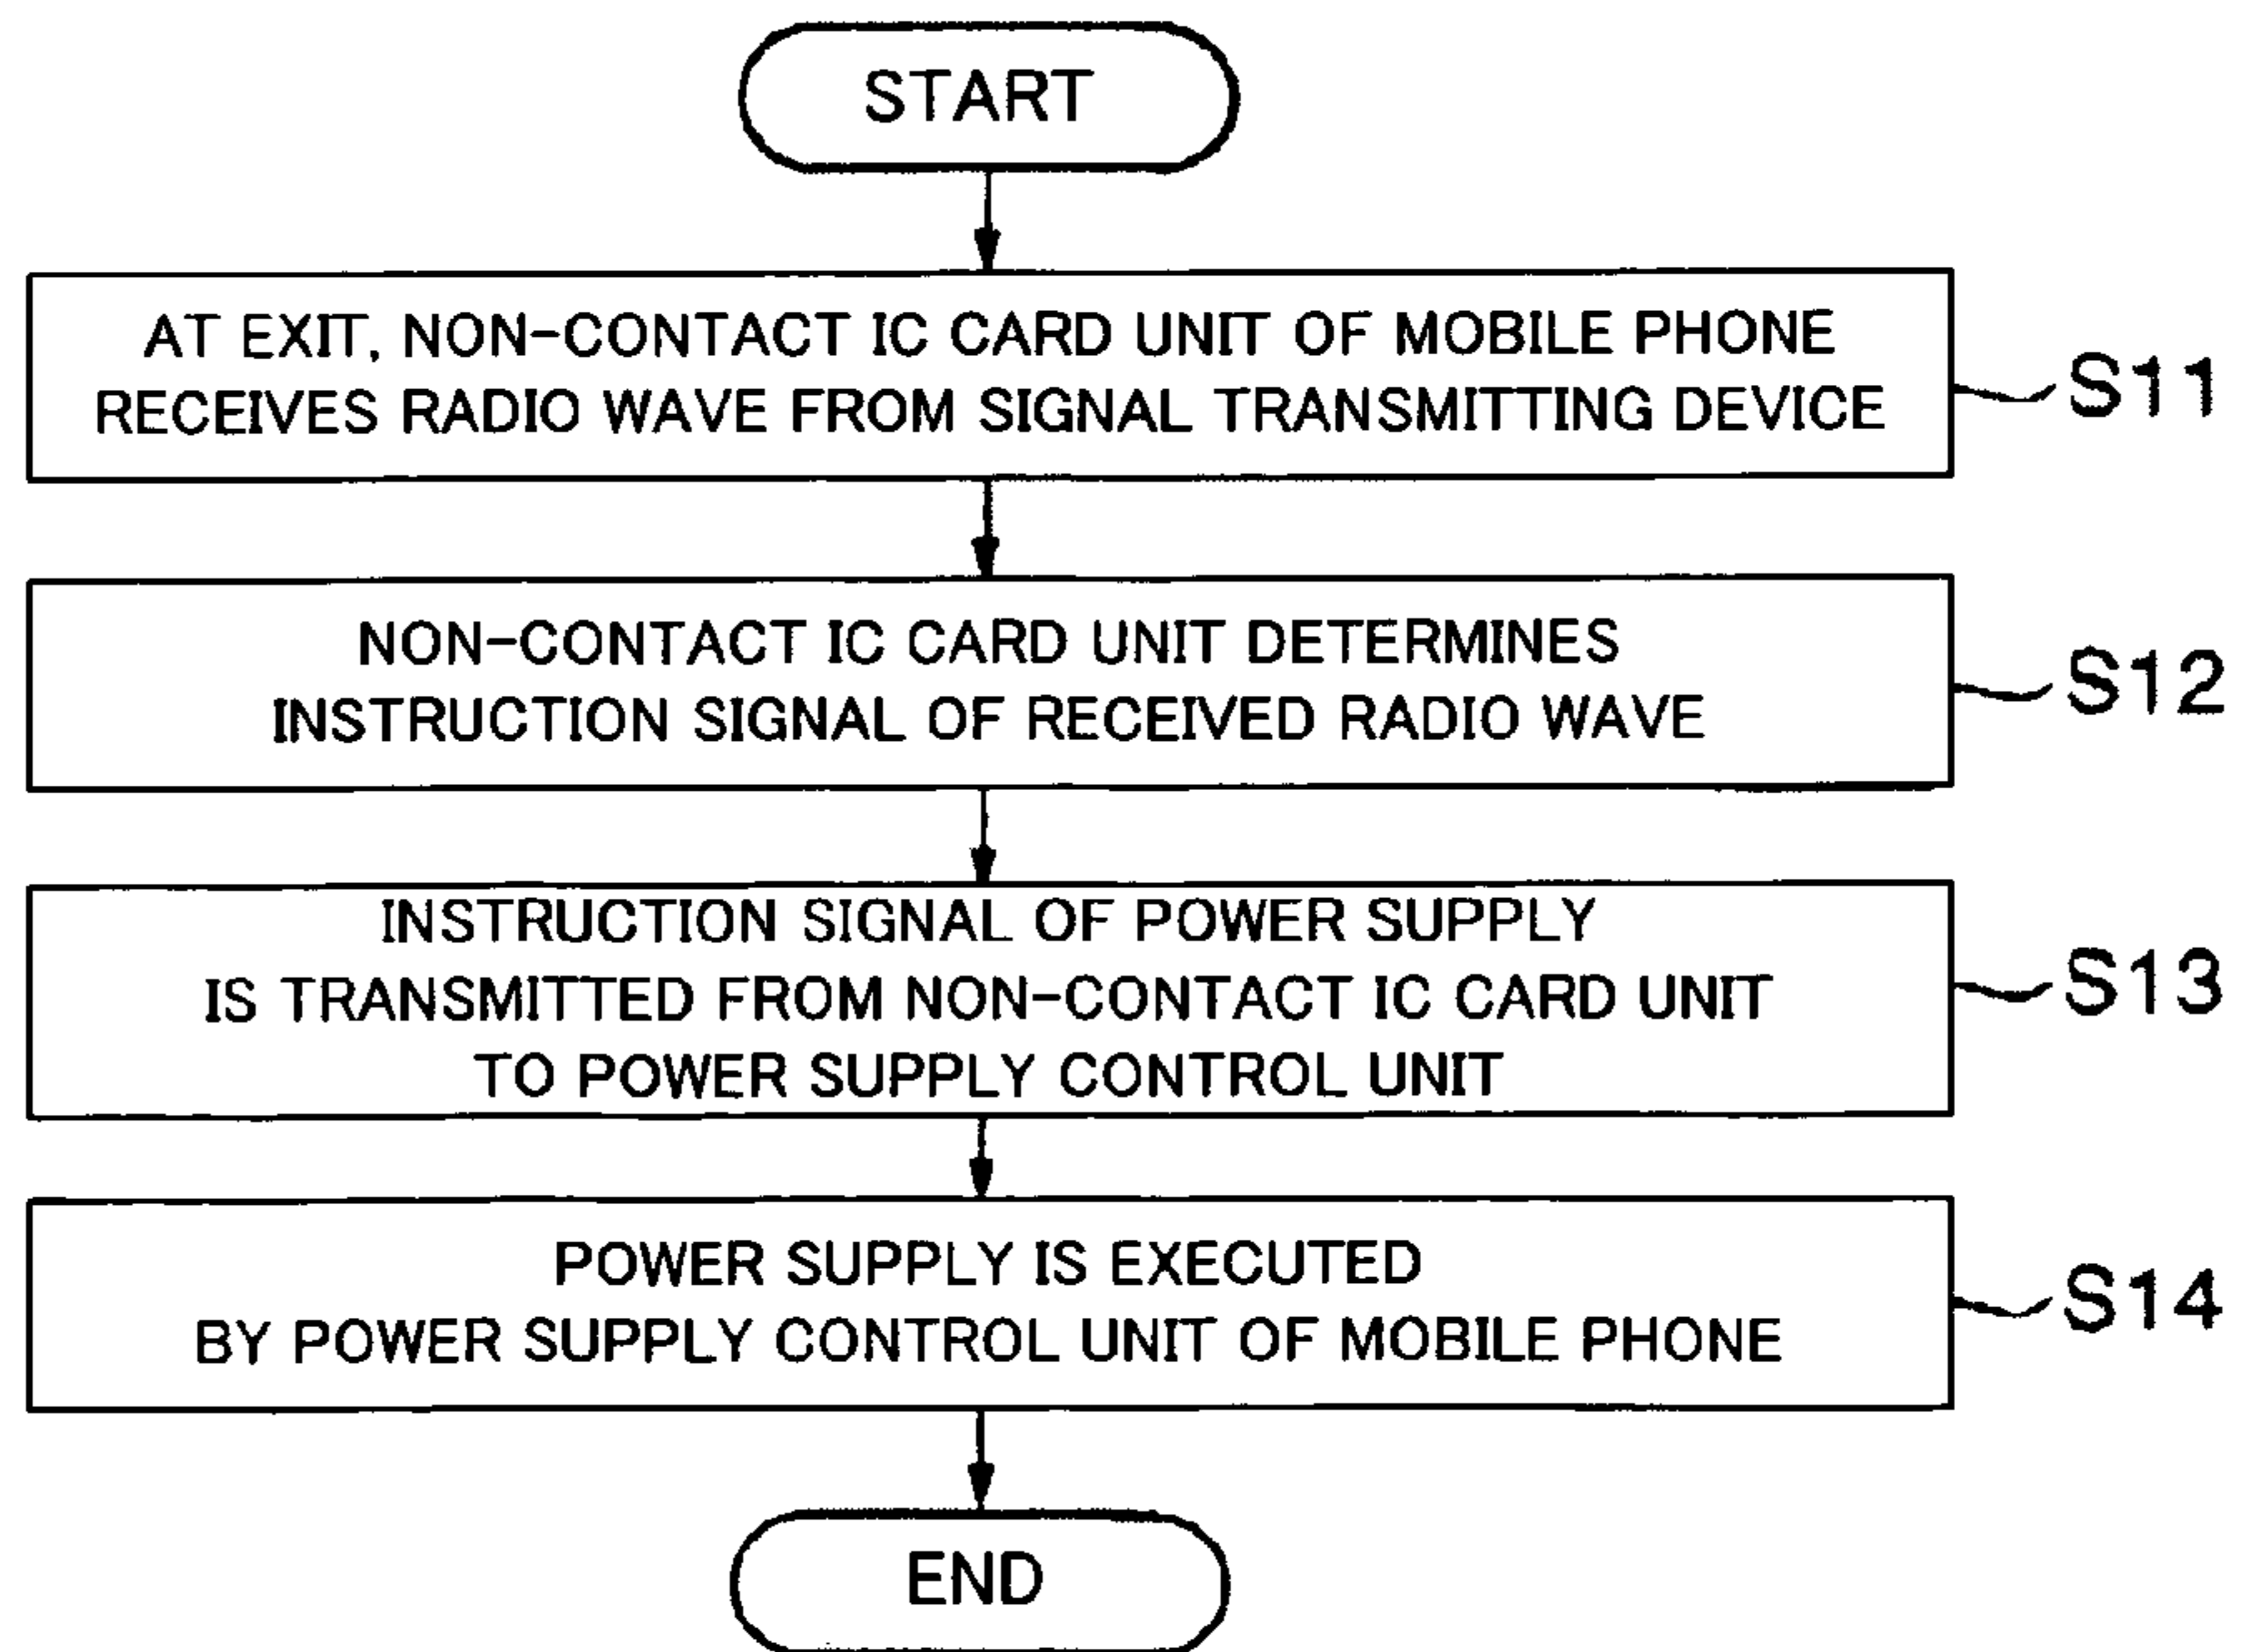 START
AT EXIT, NON-CONTACT IC CARD UNIT OF MOBILE PHONE
RECEIVES RADIO WAVE FROM SIGNAL TRANSMITTING DEVICE
S11
NON-CONTACT IC CARD UNIT DETERMINES
INSTRUCTION SIGNAL OF RECEIVED RADIO WAVE
S12
INSTRUCTION SIGNAL OF POWER SUPPLY
IS TRANSMITTED FROM NON-CONTACT IC CARD UNIT
TO POWER SUPPLY CONTROL UNIT
S13
POWER SUPPLY IS EXECUTED
BY POWER SUPPLY CONTROL UNIT OF MOBILE PHONE
S14
END